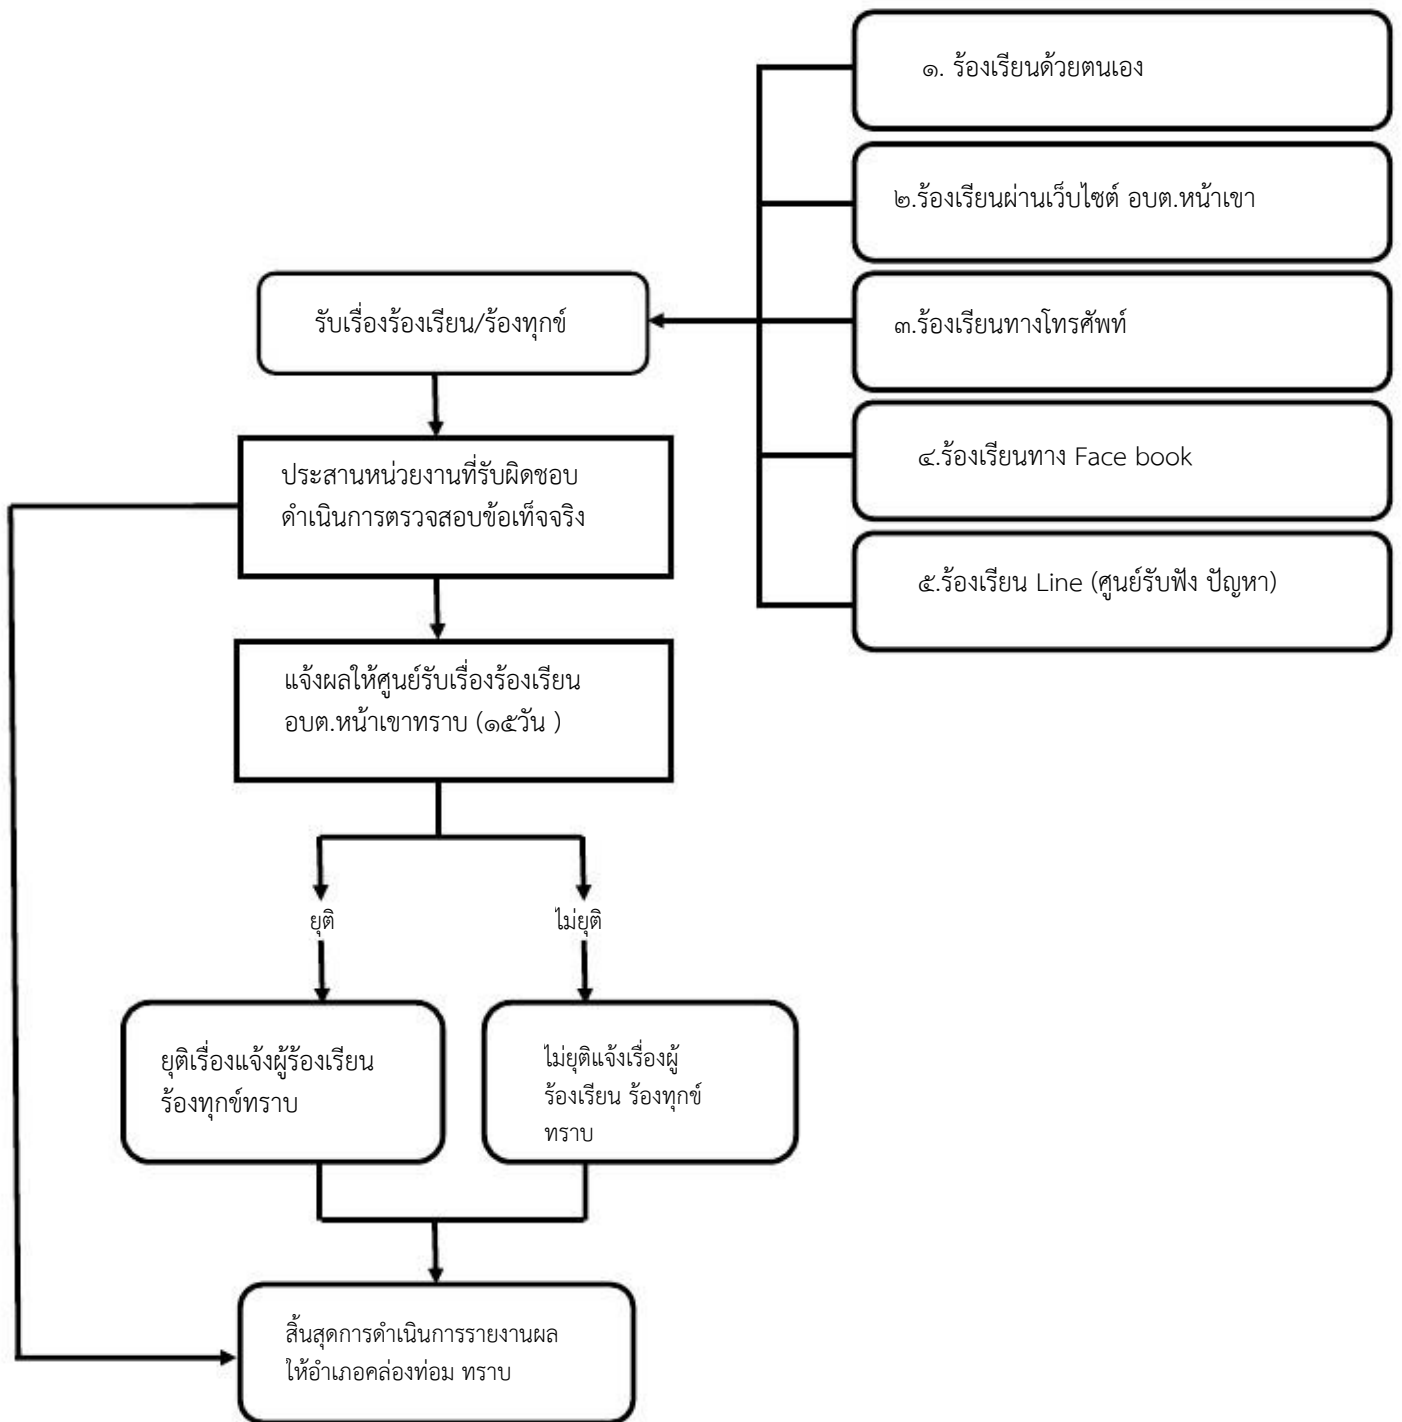 ๑. ร้องเรียนด้วยตนเอง
๒.ร้องเรียนผ่านเว็บไซต์ อบต.หน้าเขา
๓.ร้องเรียนทางโทรศัพท์
๔.ร้องเรียนทาง Face book
๕.ร้องเรียน Line (ศูนย์รับฟัง ปัญหา)
รับเรื่องร้องเรียน/ร้องทุกข์
ประสานหน่วยงานที่รับผิดชอบ
ดำเนินการตรวจสอบข้อเท็จจริง
แจ้งผลให้ศูนย์รับเรื่องร้องเรียน
อบต.หน้าเขาทราบ (๑๕วัน )
ยุติ
ไม่ยุติ
ยุติเรื่องแจ้งผู้ร้องเรียน
ร้องทุกข์ทราบ
ไม่ยุติแจ้งเรื่องผู้
ร้องเรียน ร้องทุกข์
ทราบ
สิ้นสุดการดำเนินการรายงานผล
ให้อำเภอคล่องท่อม ทราบ